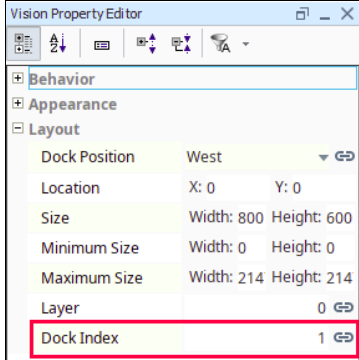 Vision Property Editor
Behavior
Appearance
Layout
Dock Position West
Location X: 0 Y: 0
Size Width: 800 Height: 600
Minimum Size Width: 0 Height: 0
Maximum Size Width: 214 Height: 214
Layer 0
Dock Index 1